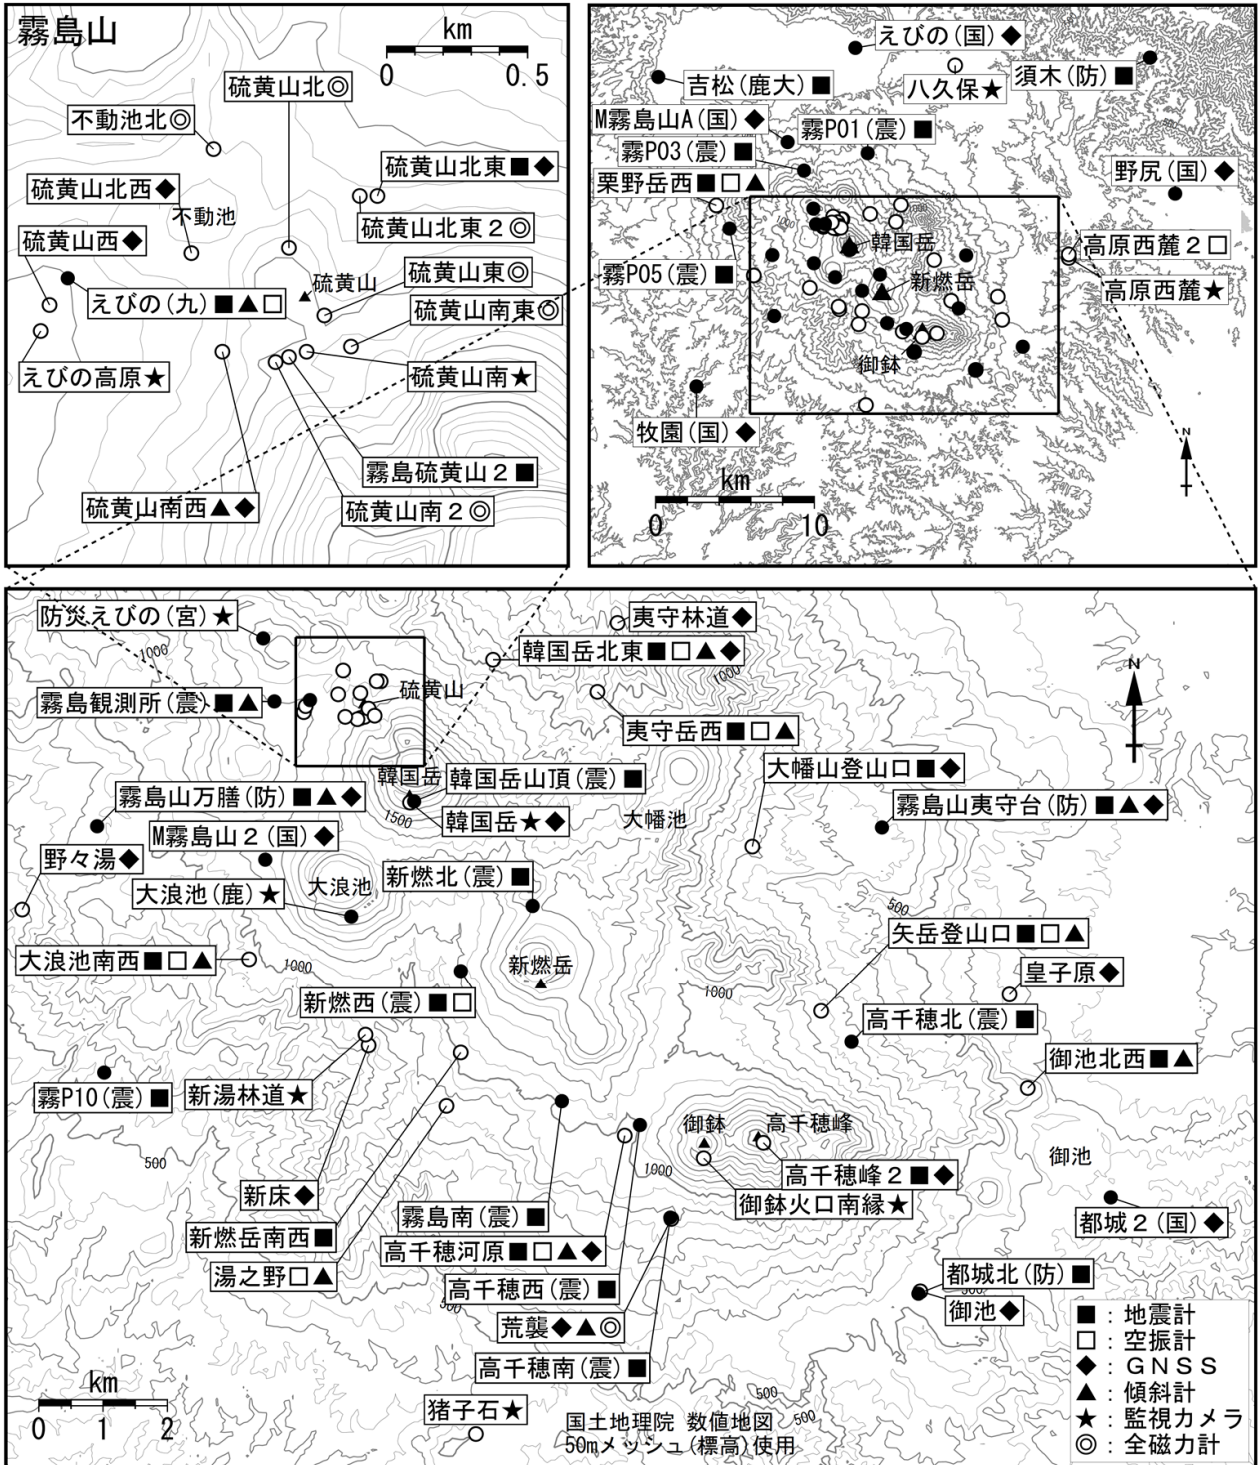 霧島山
km
0 0.5
硫黄山北◎
不動池北◎
硫黄山北東■◆
硫黄山北西◆
不動池
硫黄山北東２◎
硫黄山西◆
硫黄山東◎
硫黄山
えびの(九)■▲□
硫黄山南東◎
えびの高原★
硫黄山南★
霧島硫黄山２■
硫黄山南西▲◆
硫黄山南２◎
えびの(国)◆
吉松(鹿大)■
八久保★
須木(防)■
M霧島山A(国)◆
霧P01(震)■
霧P03(震)■
野尻(国)◆
栗野岳西■□▲
韓国岳
高原西麓２□
霧P05(震)■
新燃岳
高原西麓★
御鉢
牧園(国)◆
N
km
0 10
防災えびの(宮)★
1000
夷守林道◆
韓国岳北東■□▲◆
1000
N
霧島観測所(震)■▲
硫黄山
夷守岳西■□▲
韓国岳
韓国岳山頂(震)■
大幡山登山口■◆
霧島山万膳(防)■▲◆
1500
韓国岳★◆
大幡池
霧島山夷守台(防)■▲◆
M霧島山２(国)◆
野々湯◆
大浪池
新燃北(震)■
大浪池(鹿)★
500
矢岳登山口■□▲
大浪池南西■□▲
1000
新燃岳
皇子原◆
新燃西(震)■□
1000
高千穂北(震)■
御池北西■▲
霧P10(震)■
新湯林道★
御鉢
高千穂峰
500
1000
御池
高千穂峰２■◆
新床◆
御鉢火口南縁★
霧島南(震)■
都城２(国)◆
新燃岳南西■
高千穂河原■□▲◆
湯之野□▲
高千穂西(震)■
都城北(防)■
500
500
御池◆
荒襲◆▲◎
高千穂南(震)■
km
0 1 2
猪子石★
500
500
国土地理院 数値地図
50mメッシュ(標高)使用
■：地震計
□：空振計
◆：GNSS
▲：傾斜計
★：監視カメラ
◎：全磁力計